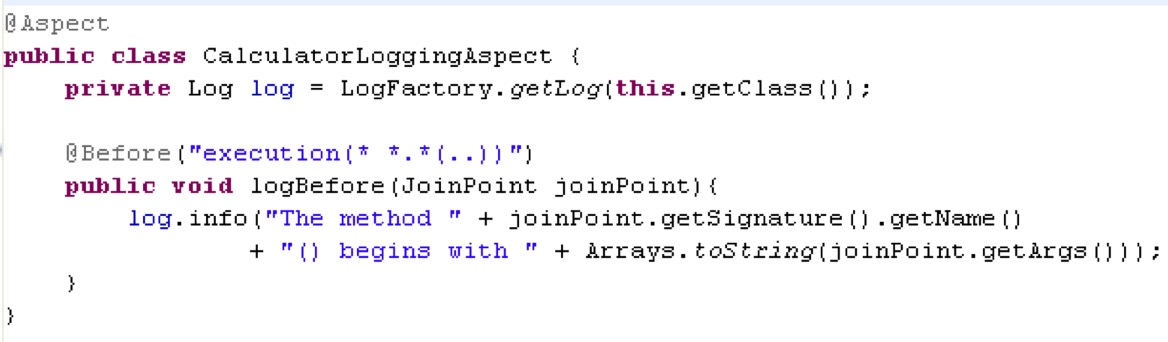 @Aspect
public class CalculatorLoggingAspect {
    private Log log = LogFactory.getLog(this.getClass());

    @Before("execution(* *.*(..))")
    public void logBefore(JoinPoint joinPoint){
        log.info("The method " + joinPoint.getSignature().getName()
                + "() begins with " + Arrays.toString(joinPoint.getArgs()));
    }
}